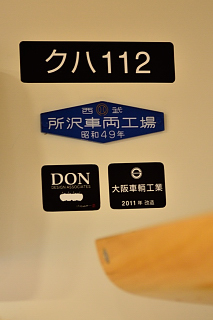 クハ112
西 武
所沢車両工場
昭和49年
DON
DESIGN ASSOCIATES
大阪車輌工業
2011年 改造